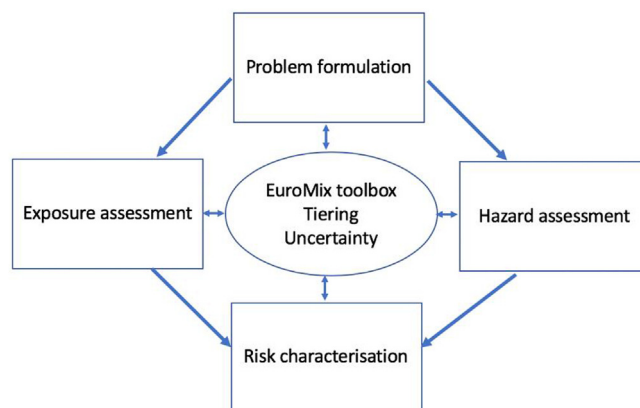 Problem formulation
Exposure assessment
EuroMix toolbox
Tiering
Uncertainty
Hazard assessment
Risk characterisation